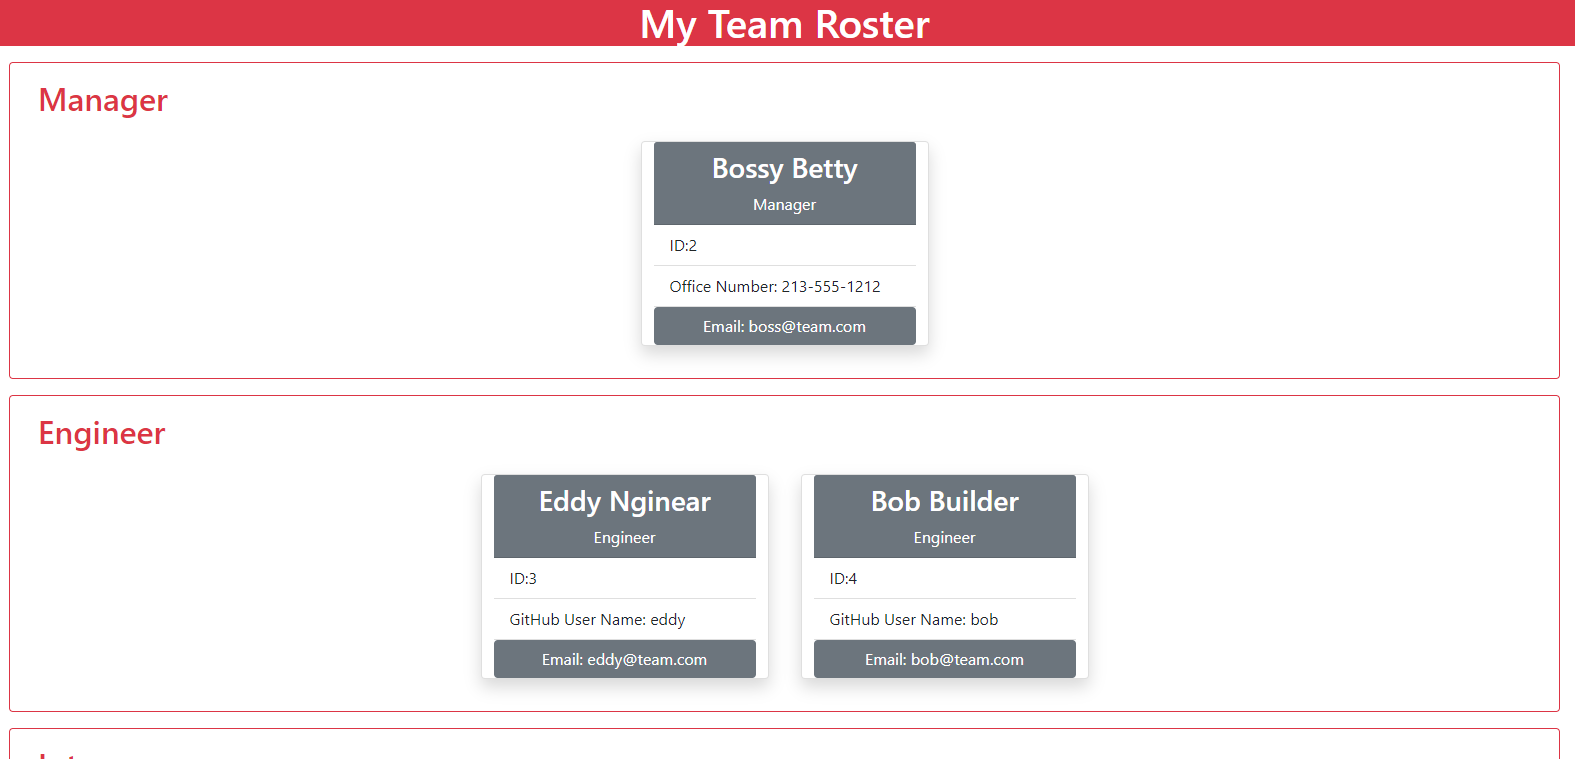 My Team Roster
Manager
Bossy Betty
Manager
ID:2
Office Number: 213-555-1212
Email: boss@team.com
Engineer
Eddy Nginear
Engineer
ID:3
GitHub User Name: eddy
Email: eddy@team.com
Bob Builder
Engineer
ID:4
GitHub User Name: bob
Email: bob@team.com